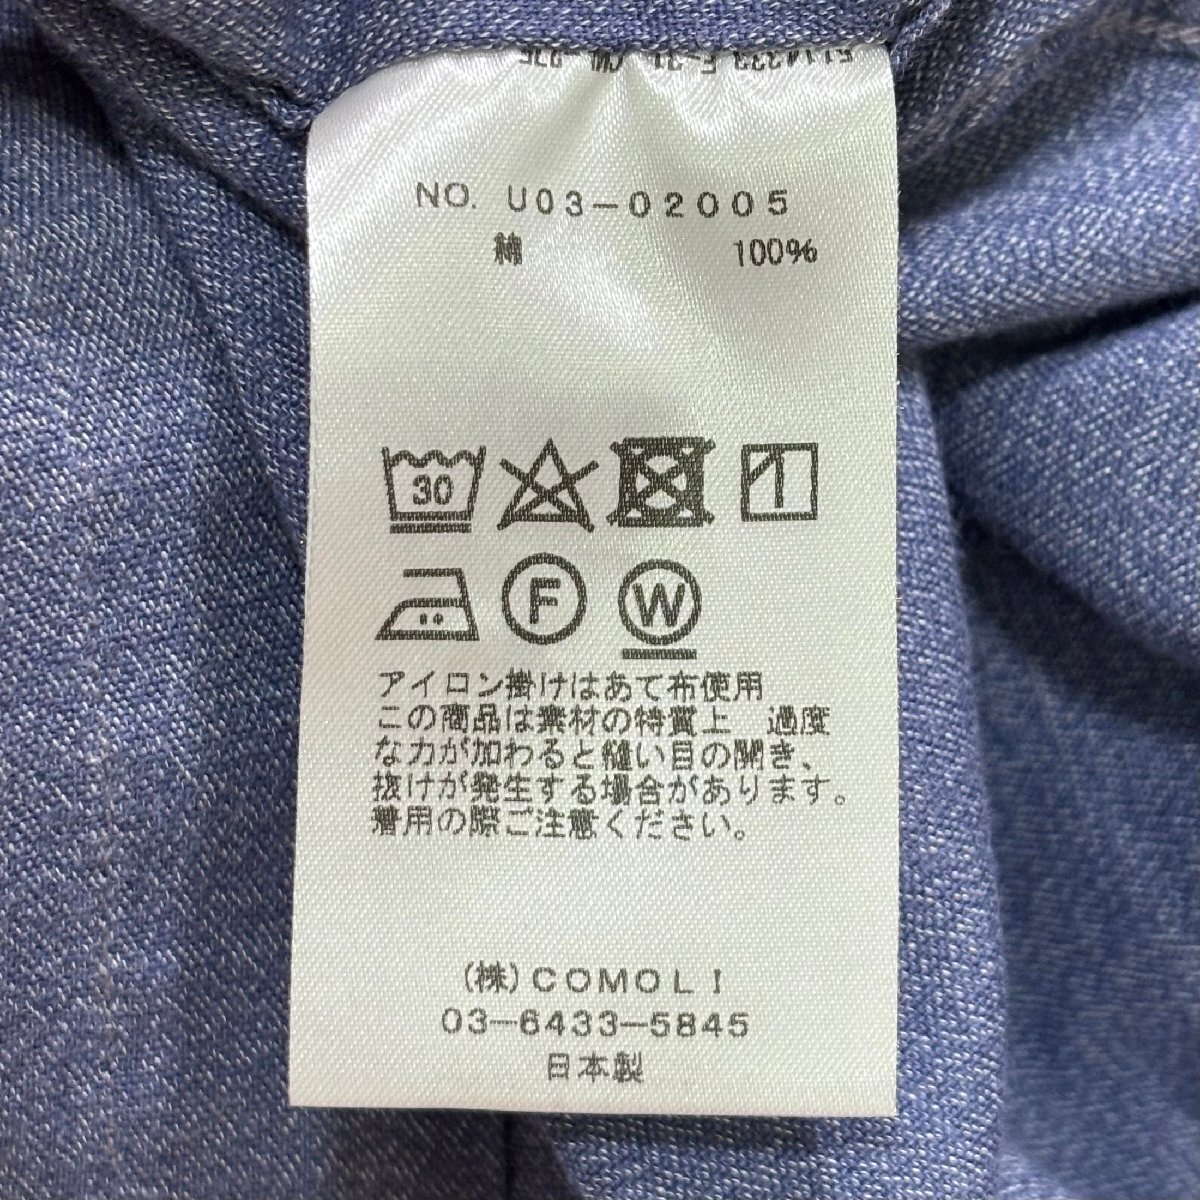 NO. U03-02005
綿 100%
30
F
W
アイロン掛けはあて布使用
この商品は素材の特質上 過度
な力が加わると縫い目の開き、
抜けが発生する場合があります。
着用の際ご注意ください。
(株)COMOLI
03-6433-5845
日本製